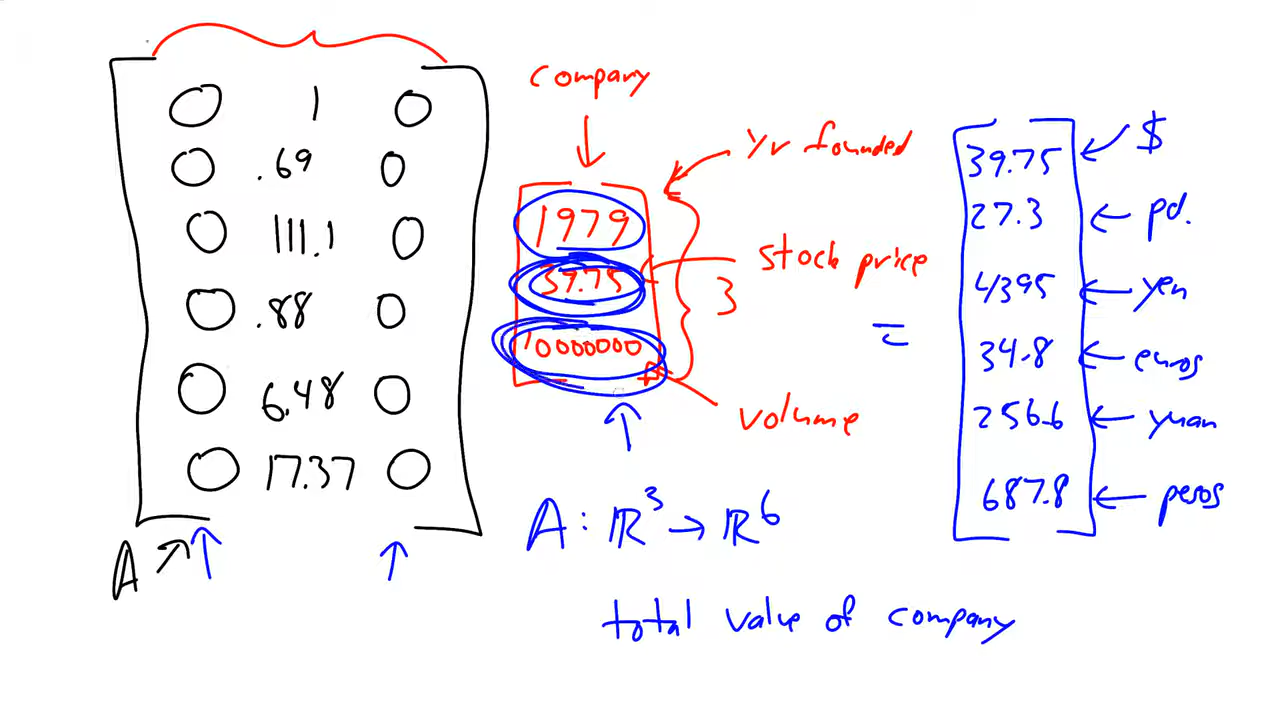 company
0 1 0
.69 0
0 111.1 0
0 .88 0
0 6.48 0
0 17.37 0
A
1979
39.75
10000000
3
yr founded
stock price
volume
=
39.75 ← $
27.3 ← pd.
4395 ← yen
34.8 ← euros
256.6 ← yuan
687.8 ← pesos
A : ℝ³ → ℝ⁶
total value of company